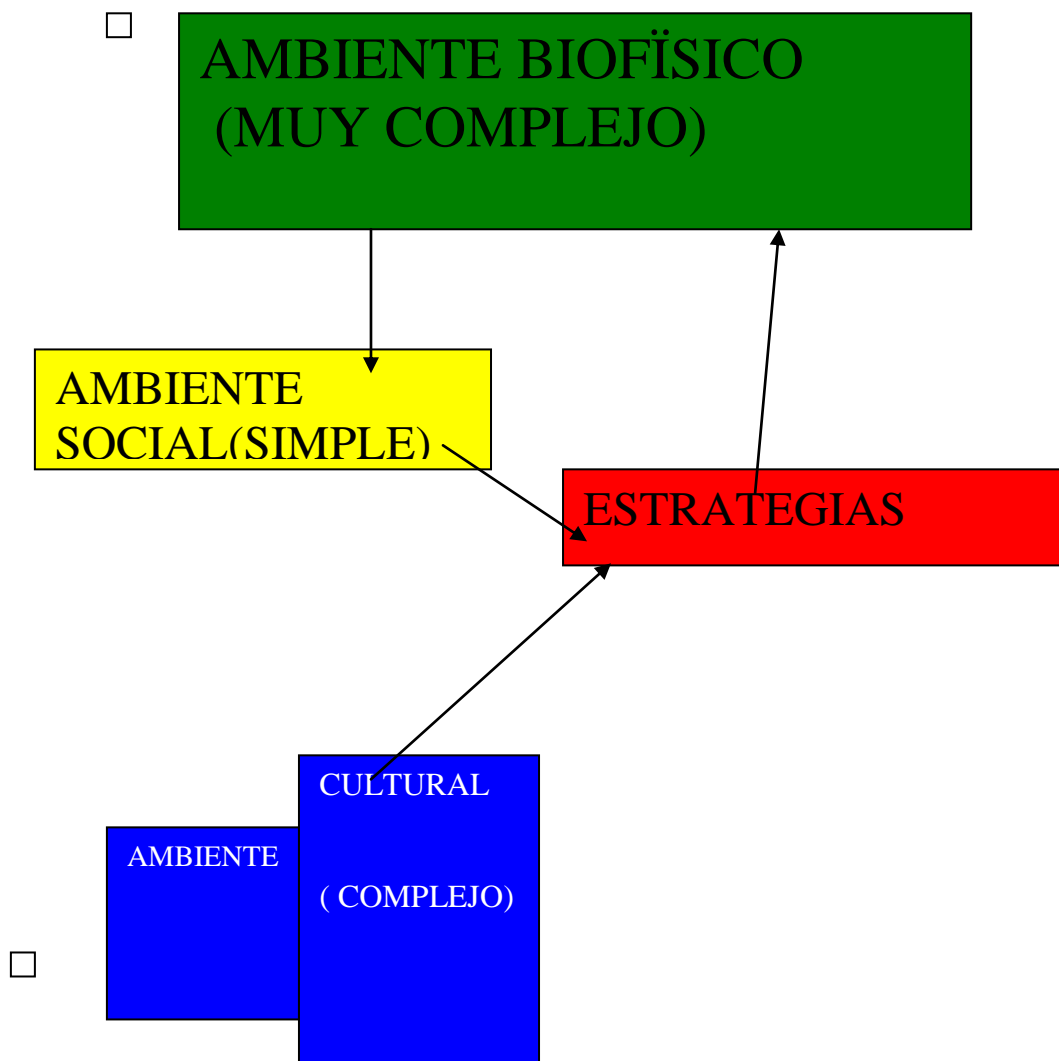 AMBIENTE BIOFÏSICO
(MUY COMPLEJO)
AMBIENTE
SOCIAL(SIMPLE)
ESTRATEGIAS
CULTURAL
AMBIENTE
( COMPLEJO)